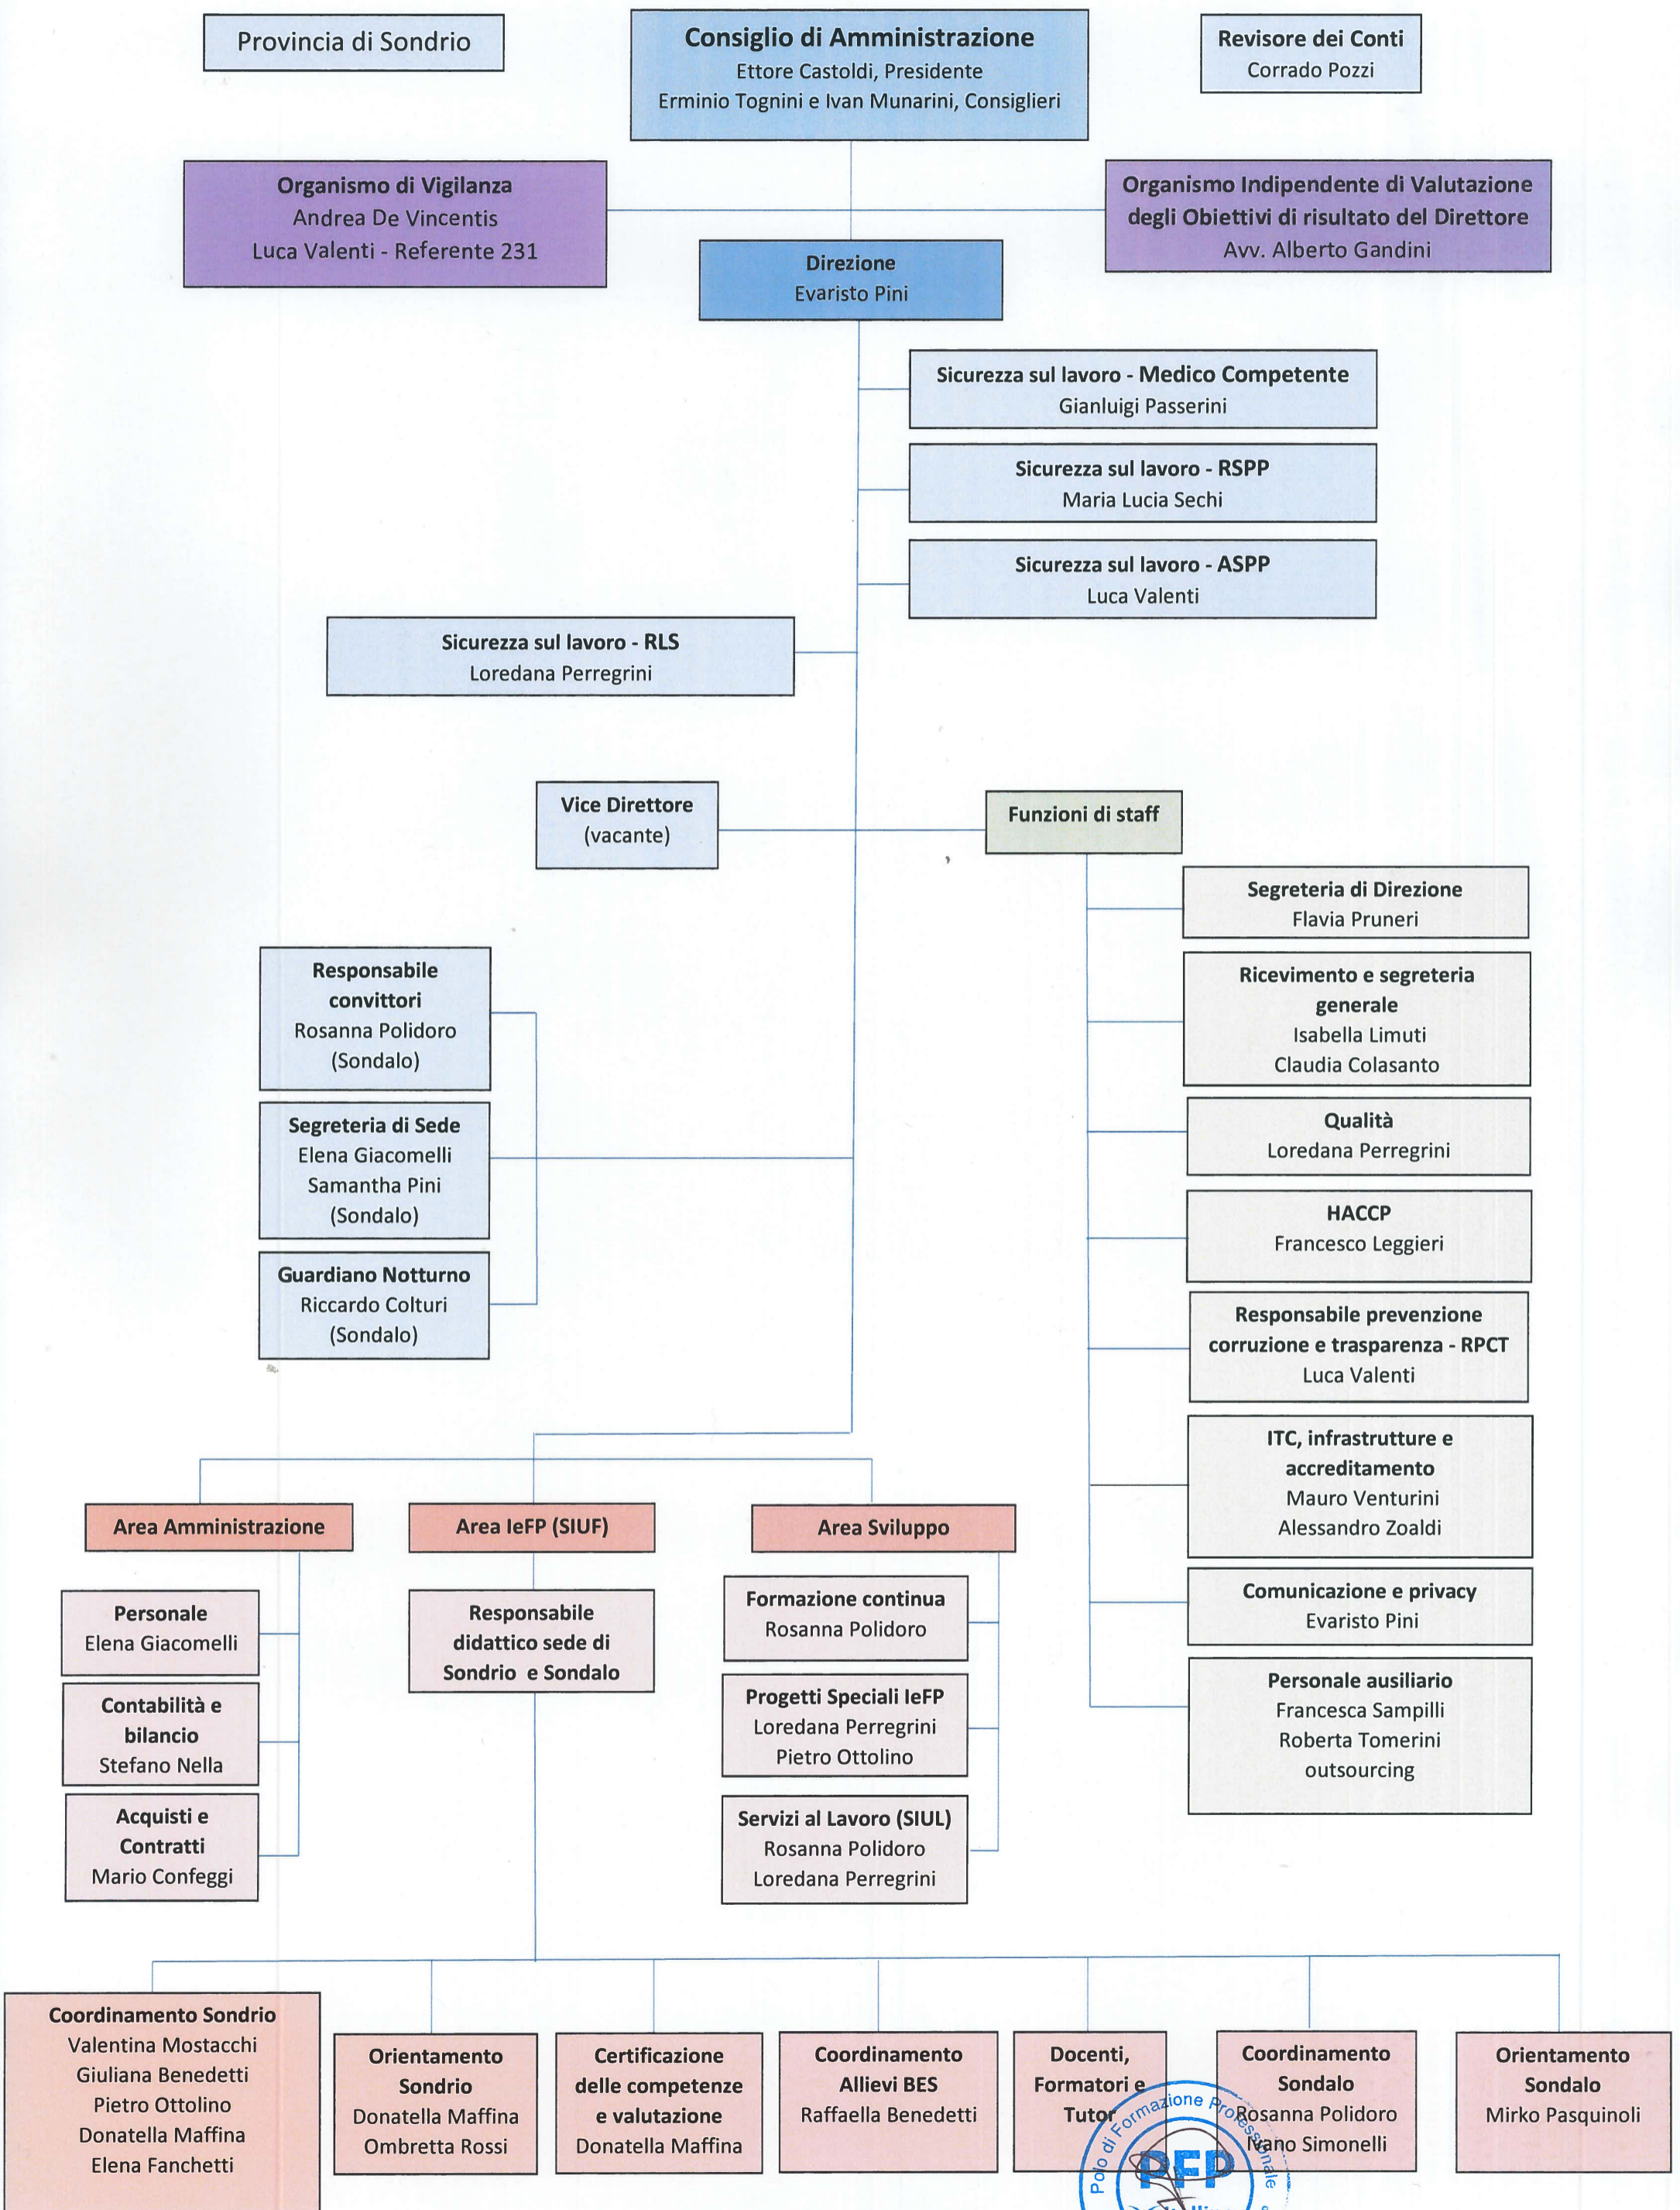 Provincia di Sondrio
Consiglio di Amministrazione
Ettore Castoldi, Presidente
Erminio Tognini e Ivan Munarini, Consiglieri
Revisore dei Conti
Corrado Pozzi
Organismo di Vigilanza
Andrea De Vincentis
Luca Valenti - Referente 231
Organismo Indipendente di Valutazione
degli Obiettivi di risultato del Direttore
Avv. Alberto Gandini
Direzione
Evaristo Pini
Sicurezza sul lavoro - Medico Competente
Gianluigi Passerini
Sicurezza sul lavoro - RSPP
Maria Lucia Sechi
Sicurezza sul lavoro - ASPP
Luca Valenti
Sicurezza sul lavoro - RLS
Loredana Perregrini
Vice Direttore
(vacante)
Funzioni di staff
Segreteria di Direzione
Flavia Pruneri
Ricevimento e segreteria
generale
Isabella Limuti
Claudia Colasanto
Qualità
Loredana Perregrini
HACCP
Francesco Leggieri
Responsabile prevenzione
corruzione e trasparenza - RPCT
Luca Valenti
ITC, infrastrutture e
accreditamento
Mauro Venturini
Alessandro Zoaldi
Comunicazione e privacy
Evaristo Pini
Personale ausiliario
Francesca Sampilli
Roberta Tomerini
outsourcing
Responsabile
convittori
Rosanna Polidoro
(Sondalo)
Segreteria di Sede
Elena Giacomelli
Samantha Pini
(Sondalo)
Guardiano Notturno
Riccardo Colturi
(Sondalo)
Area Amministrazione
Personale
Elena Giacomelli
Contabilità e
bilancio
Stefano Nella
Acquisti e
Contratti
Mario Confeggi
Area IeFP (SIUF)
Responsabile
didattico sede di
Sondrio e Sondalo
Area Sviluppo
Formazione continua
Rosanna Polidoro
Progetti Speciali IeFP
Loredana Perregrini
Pietro Ottolino
Servizi al Lavoro (SIUL)
Rosanna Polidoro
Loredana Perregrini
Coordinamento Sondrio
Valentina Mostacchi
Giuliana Benedetti
Pietro Ottolino
Donatella Maffina
Elena Fanchetti
Orientamento
Sondrio
Donatella Maffina
Ombretta Rossi
Certificazione
delle competenze
e valutazione
Donatella Maffina
Coordinamento
Allievi BES
Raffaella Benedetti
Docenti,
Formatori e
Tutor
Coordinamento
Sondalo
Rosanna Polidoro
Ivano Simonelli
Orientamento
Sondalo
Mirko Pasquinoli
Polo di Formazione Professionale
PFP